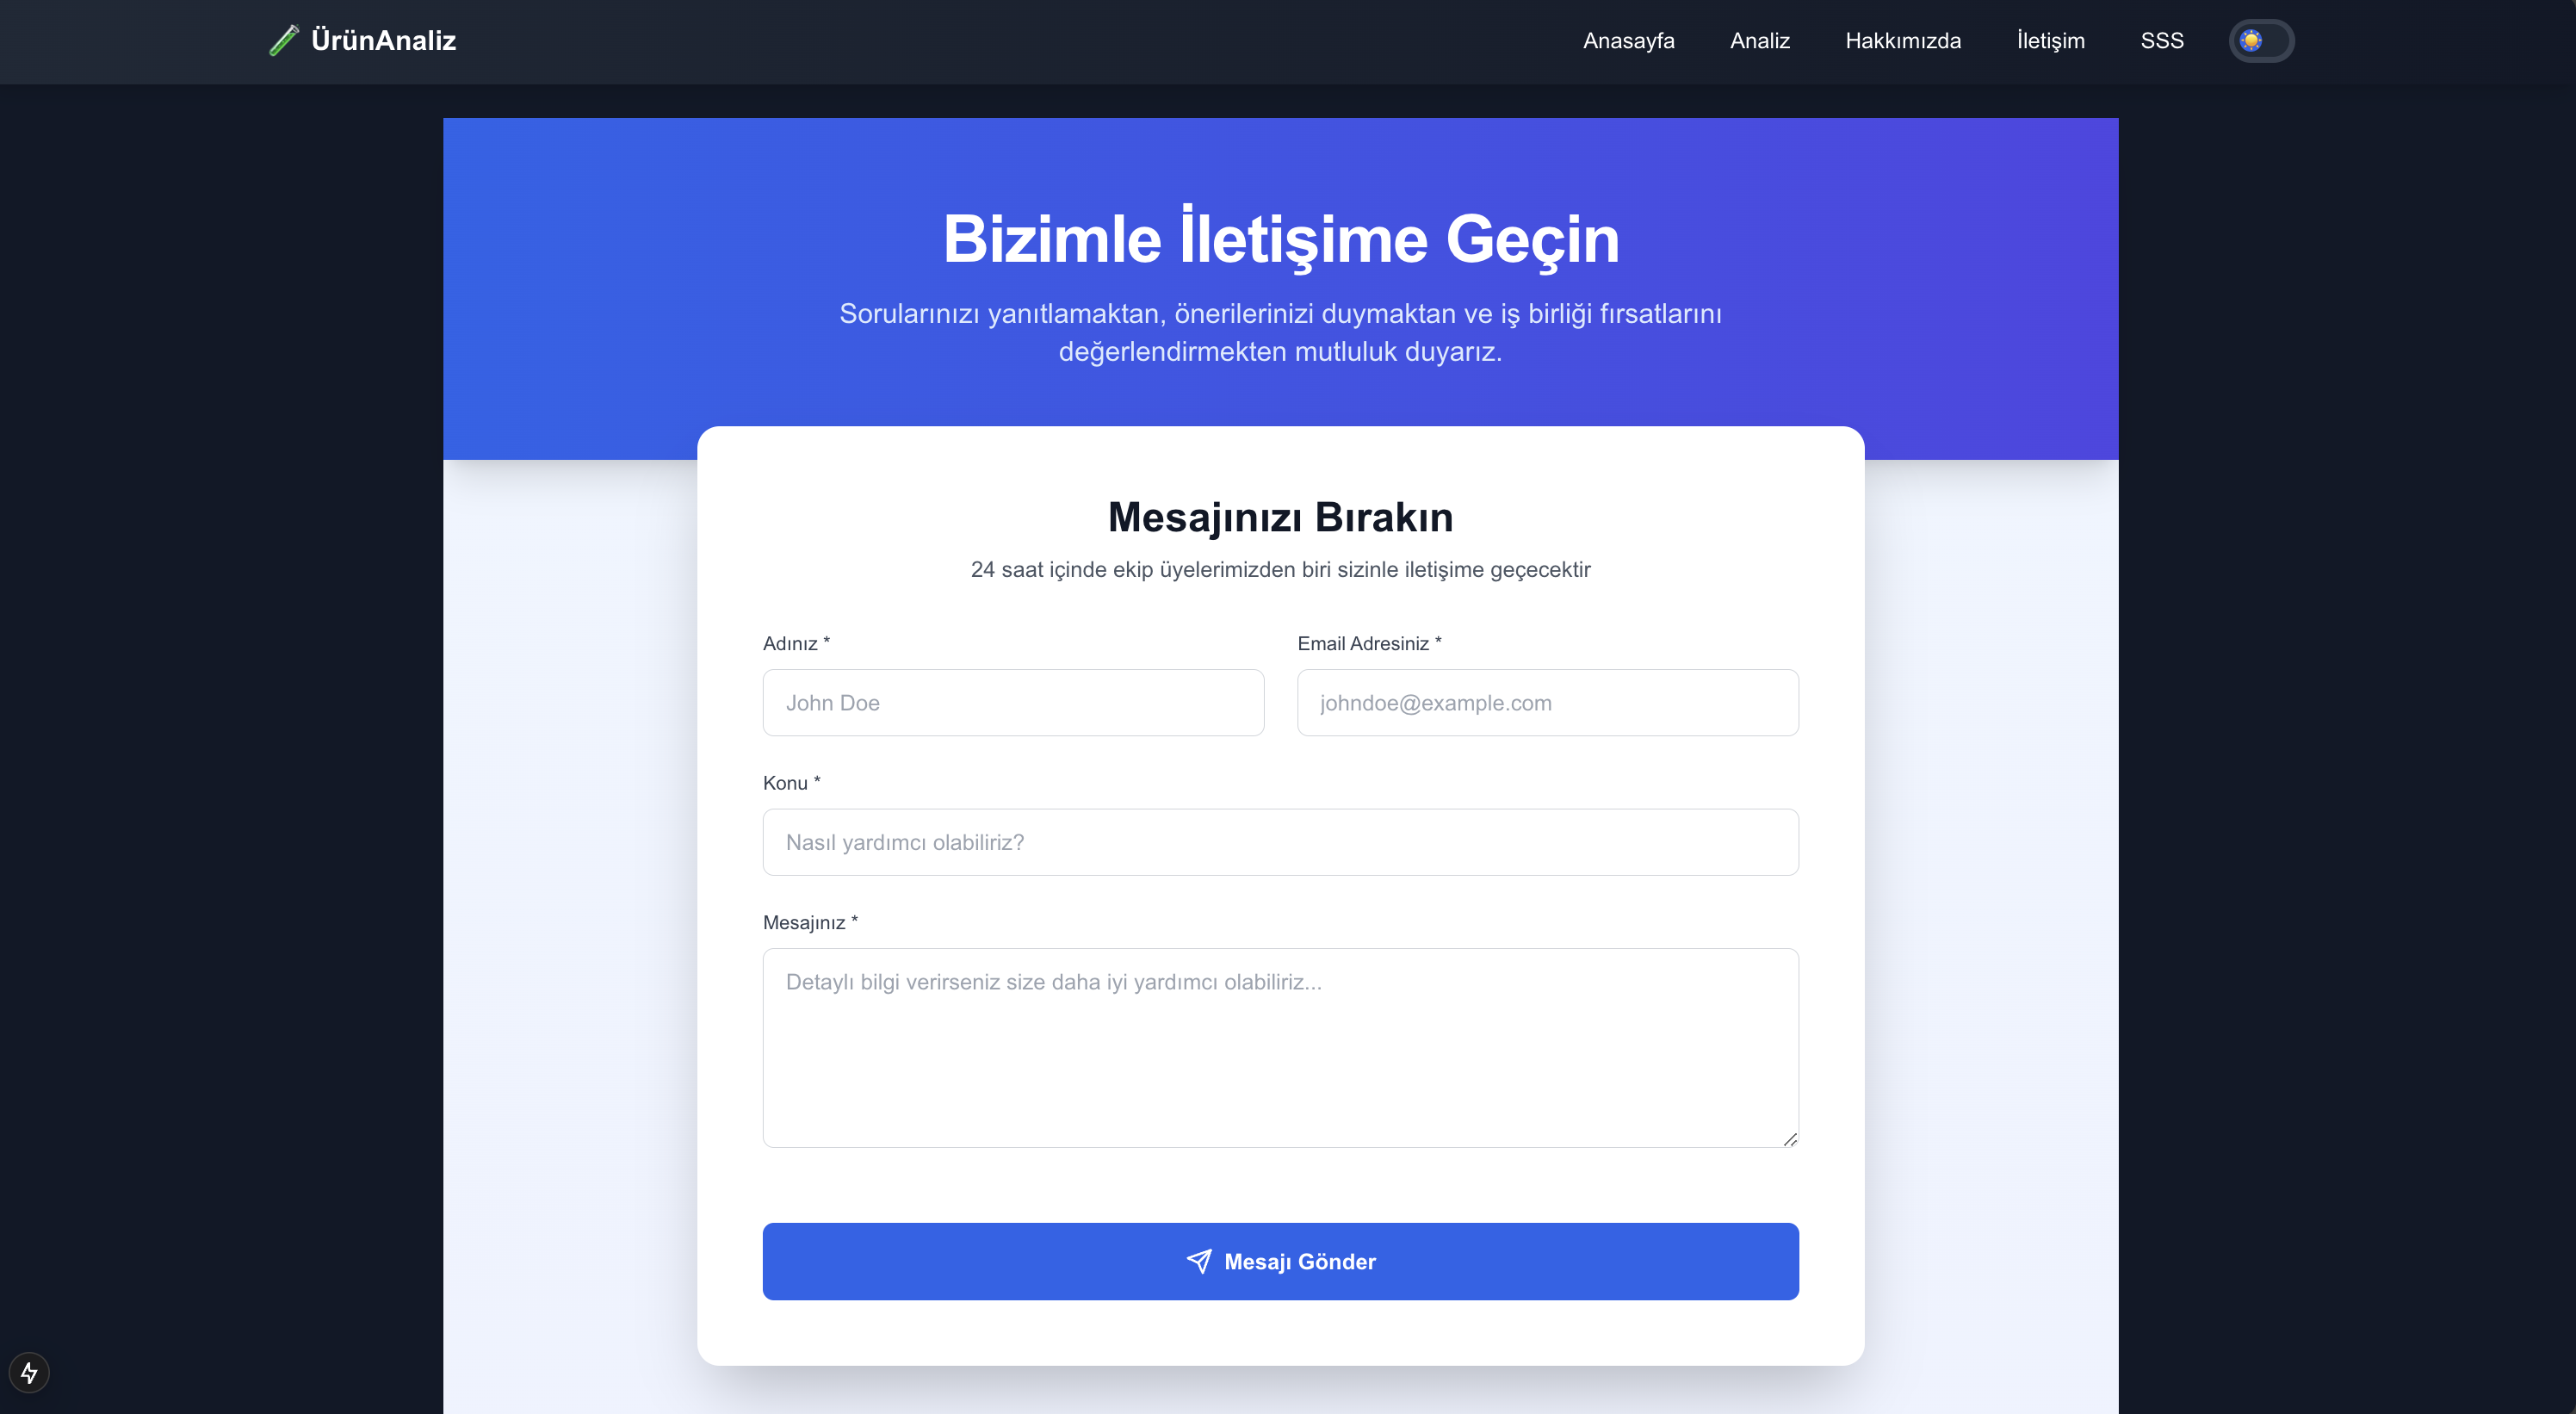 ÜrünAnaliz
Anasayfa
Analiz
Hakkımızda
İletişim
SSS
Bizimle İletişime Geçin
Sorularınızı yanıtlamaktan, önerilerinizi duymaktan ve iş birliği fırsatlarını
değerlendirmekten mutluluk duyarız.
Mesajınızı Bırakın
24 saat içinde ekip üyelerimizden biri sizinle iletişime geçecektir
Adınız *
John Doe
Email Adresiniz *
johndoe@example.com
Konu *
Nasıl yardımcı olabiliriz?
Mesajınız *
Detaylı bilgi verirseniz size daha iyi yardımcı olabiliriz...
Mesajı Gönder